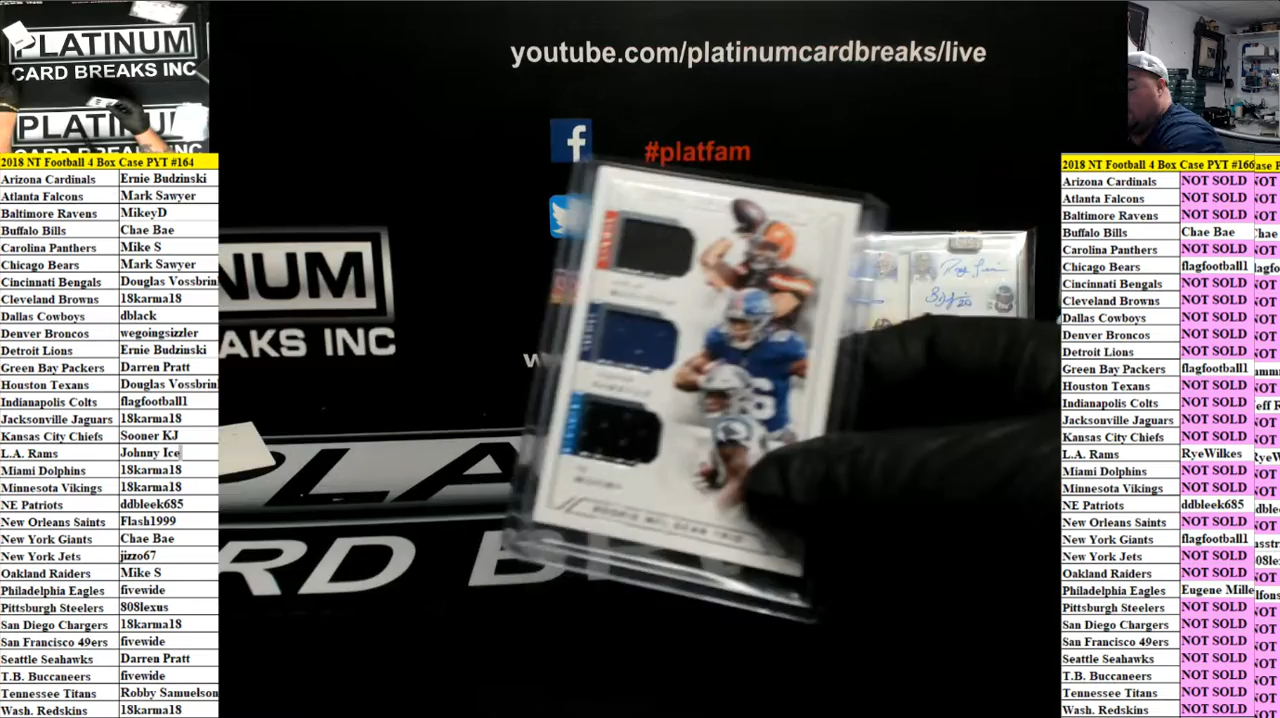 PLATINUM
CARD BREAKS INC
PLATINU
youtube.com/platinumcardbreaks/live
#platfam
NUM
AKS INC
PLA
RD BR
2018 NT Football 4 Box Case PYT #164
Arizona Cardinals Ernie Budzinski
Atlanta Falcons Mark Sawyer
Baltimore Ravens MikeyD
Buffalo Bills Chae Bae
Carolina Panthers Mike S
Chicago Bears Mark Sawyer
Cincinnati Bengals Douglas Vossbrin
Cleveland Browns 18karma18
Dallas Cowboys dblack
Denver Broncos wegoingsizzler
Detroit Lions Ernie Budzinski
Green Bay Packers Darren Pratt
Houston Texans Douglas Vossbrin
Indianapolis Colts flagfootball1
Jacksonville Jaguars 18karma18
Kansas City Chiefs Sooner KJ
L.A. Rams Johnny Ice
Miami Dolphins 18karma18
Minnesota Vikings 18karma18
NE Patriots ddbleek685
New Orleans Saints Flash1999
New York Giants Chae Bae
New York Jets jizzo67
Oakland Raiders Mike S
Philadelphia Eagles fivewide
Pittsburgh Steelers 808lexus
San Diego Chargers 18karma18
San Francisco 49ers fivewide
Seattle Seahawks Darren Pratt
T.B. Buccaneers fivewide
Tennessee Titans Robby Samuelson
Wash. Redskins 18karma18
2018 NT Football 4 Box Case PYT #166
Arizona Cardinals NOT SOLD
Atlanta Falcons NOT SOLD
Baltimore Ravens NOT SOLD
Buffalo Bills Chae Bae
Carolina Panthers NOT SOLD
Chicago Bears flagfootball1
Cincinnati Bengals NOT SOLD
Cleveland Browns NOT SOLD
Dallas Cowboys NOT SOLD
Denver Broncos NOT SOLD
Detroit Lions NOT SOLD
Green Bay Packers flagfootball1
Houston Texans NOT SOLD
Indianapolis Colts NOT SOLD
Jacksonville Jaguars NOT SOLD
Kansas City Chiefs NOT SOLD
L.A. Rams RyeWilkes
Miami Dolphins NOT SOLD
Minnesota Vikings NOT SOLD
NE Patriots ddbleek685
New Orleans Saints NOT SOLD
New York Giants flagfootball1
New York Jets NOT SOLD
Oakland Raiders NOT SOLD
Philadelphia Eagles Eugene Mille
Pittsburgh Steelers NOT SOLD
San Diego Chargers NOT SOLD
San Francisco 49ers NOT SOLD
Seattle Seahawks NOT SOLD
T.B. Buccaneers NOT SOLD
Tennessee Titans NOT SOLD
Wash. Redskins NOT SOLD